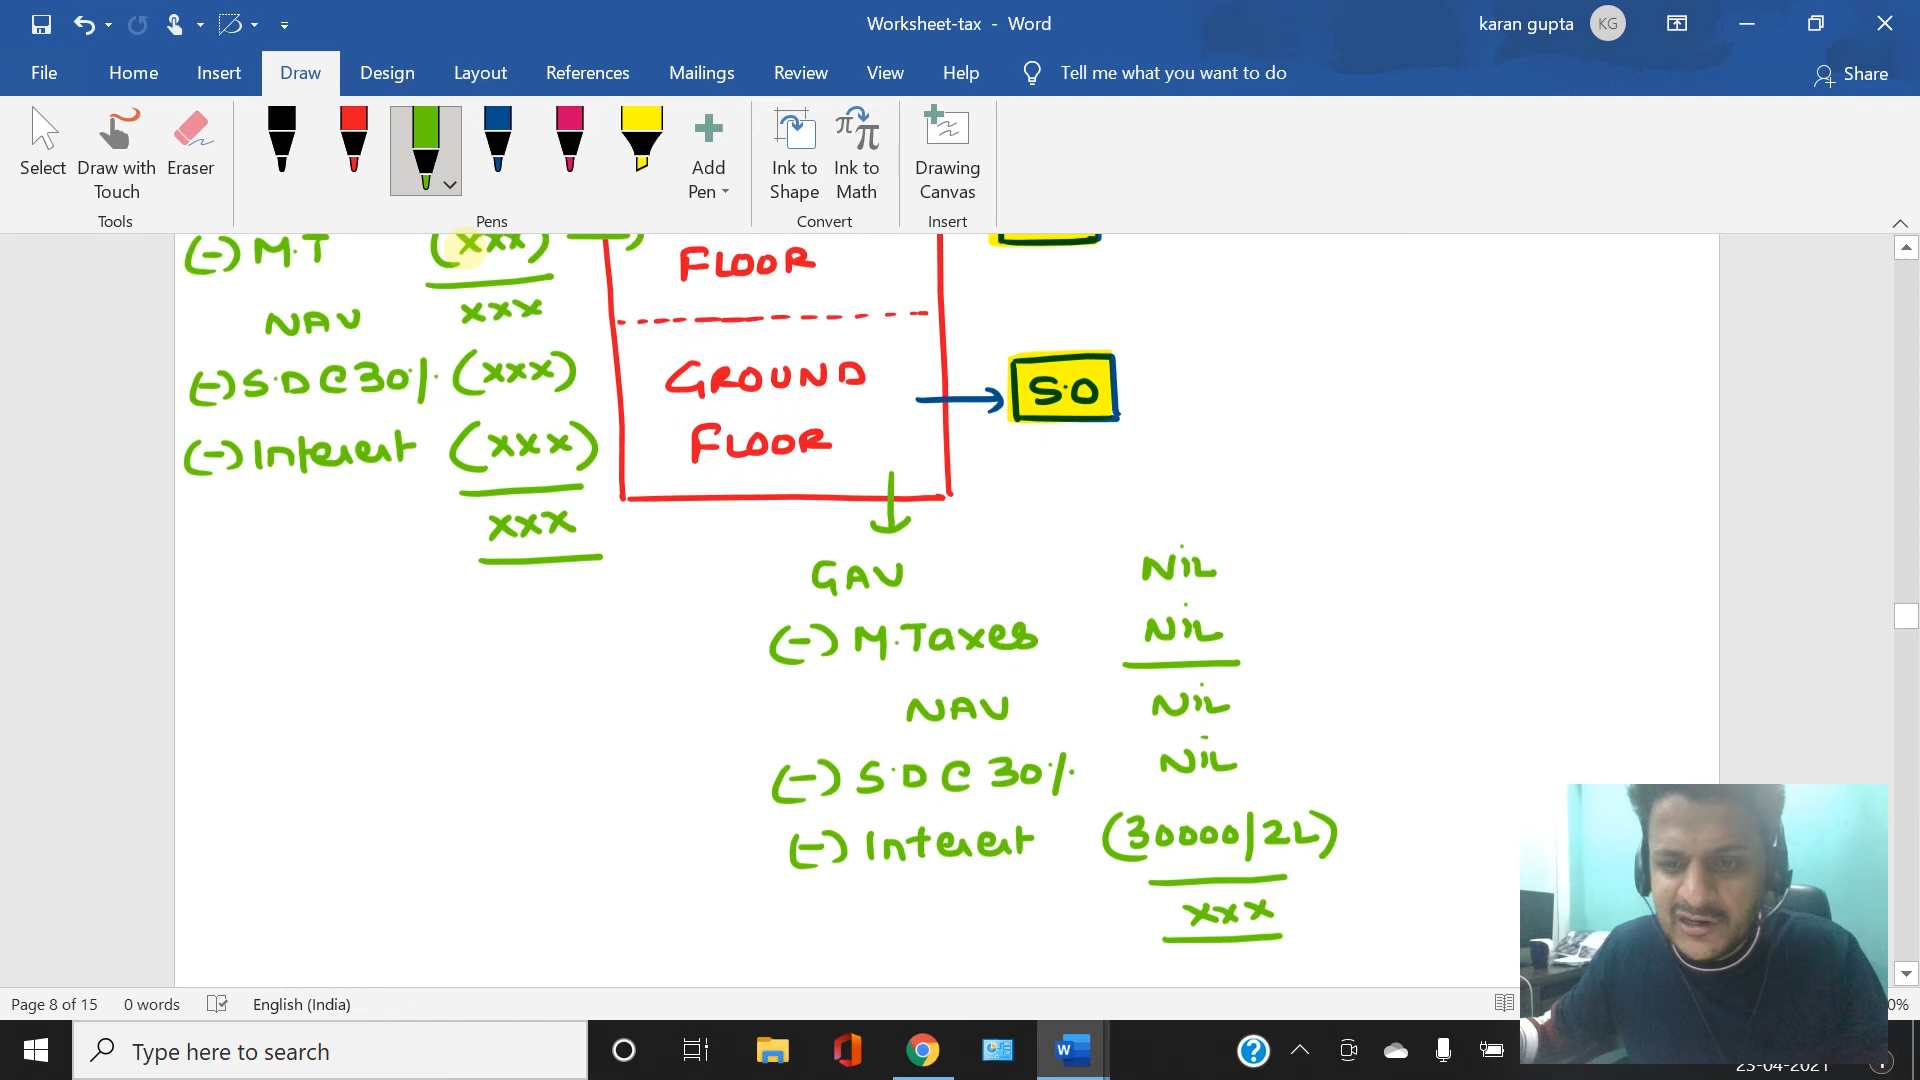 Worksheet-tax - Word
karan gupta
KG
File
Home
Insert
Draw
Design
Layout
References
Mailings
Review
View
Help
Tell me what you want to do
Share
Select
Draw with Touch
Eraser
Add Pen
Ink to Shape
Ink to Math
Drawing Canvas
Tools
Pens
Convert
Insert
(-) M.T (xxx)
NAV xxx
(-) S.D @ 30%. (xxx)
(-) Interest (xxx)
xxx
FLOOR
GROUND
FLOOR
S.O
GAV NiL
(-) M.Taxes NiL
NAV NiL
(-) S.D @ 30%. NiL
(-) Interest (30000/2L)
xxx
Page 8 of 15
0 words
English (India)
0%
Type here to search
23-04-2021